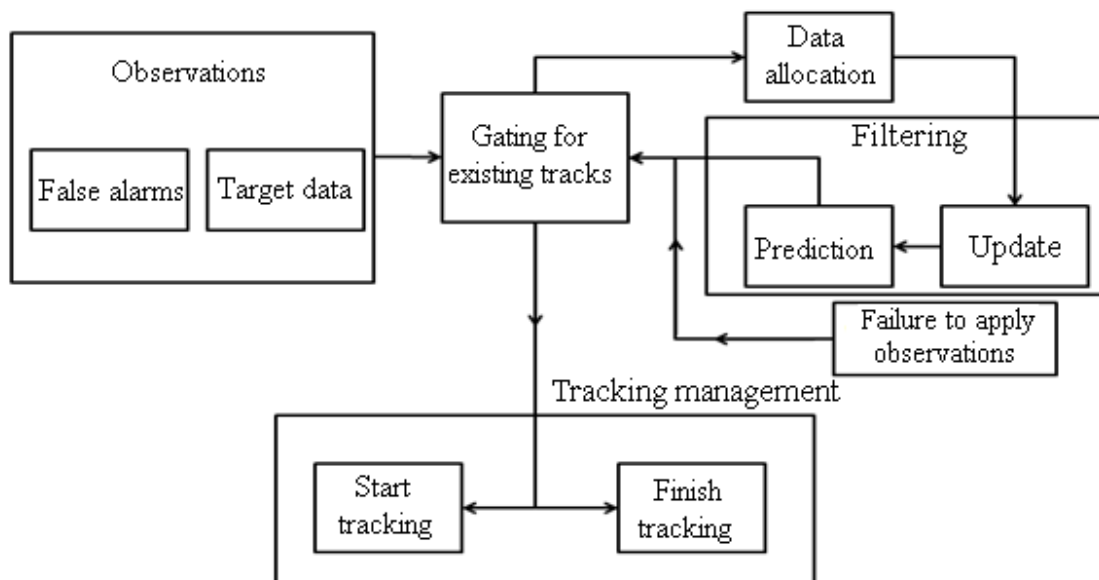 Observations
False alarms
Target data
Gating for
existing tracks
Data
allocation
Filtering
Prediction
Update
Failure to apply
observations
Tracking management
Start
tracking
Finish
tracking